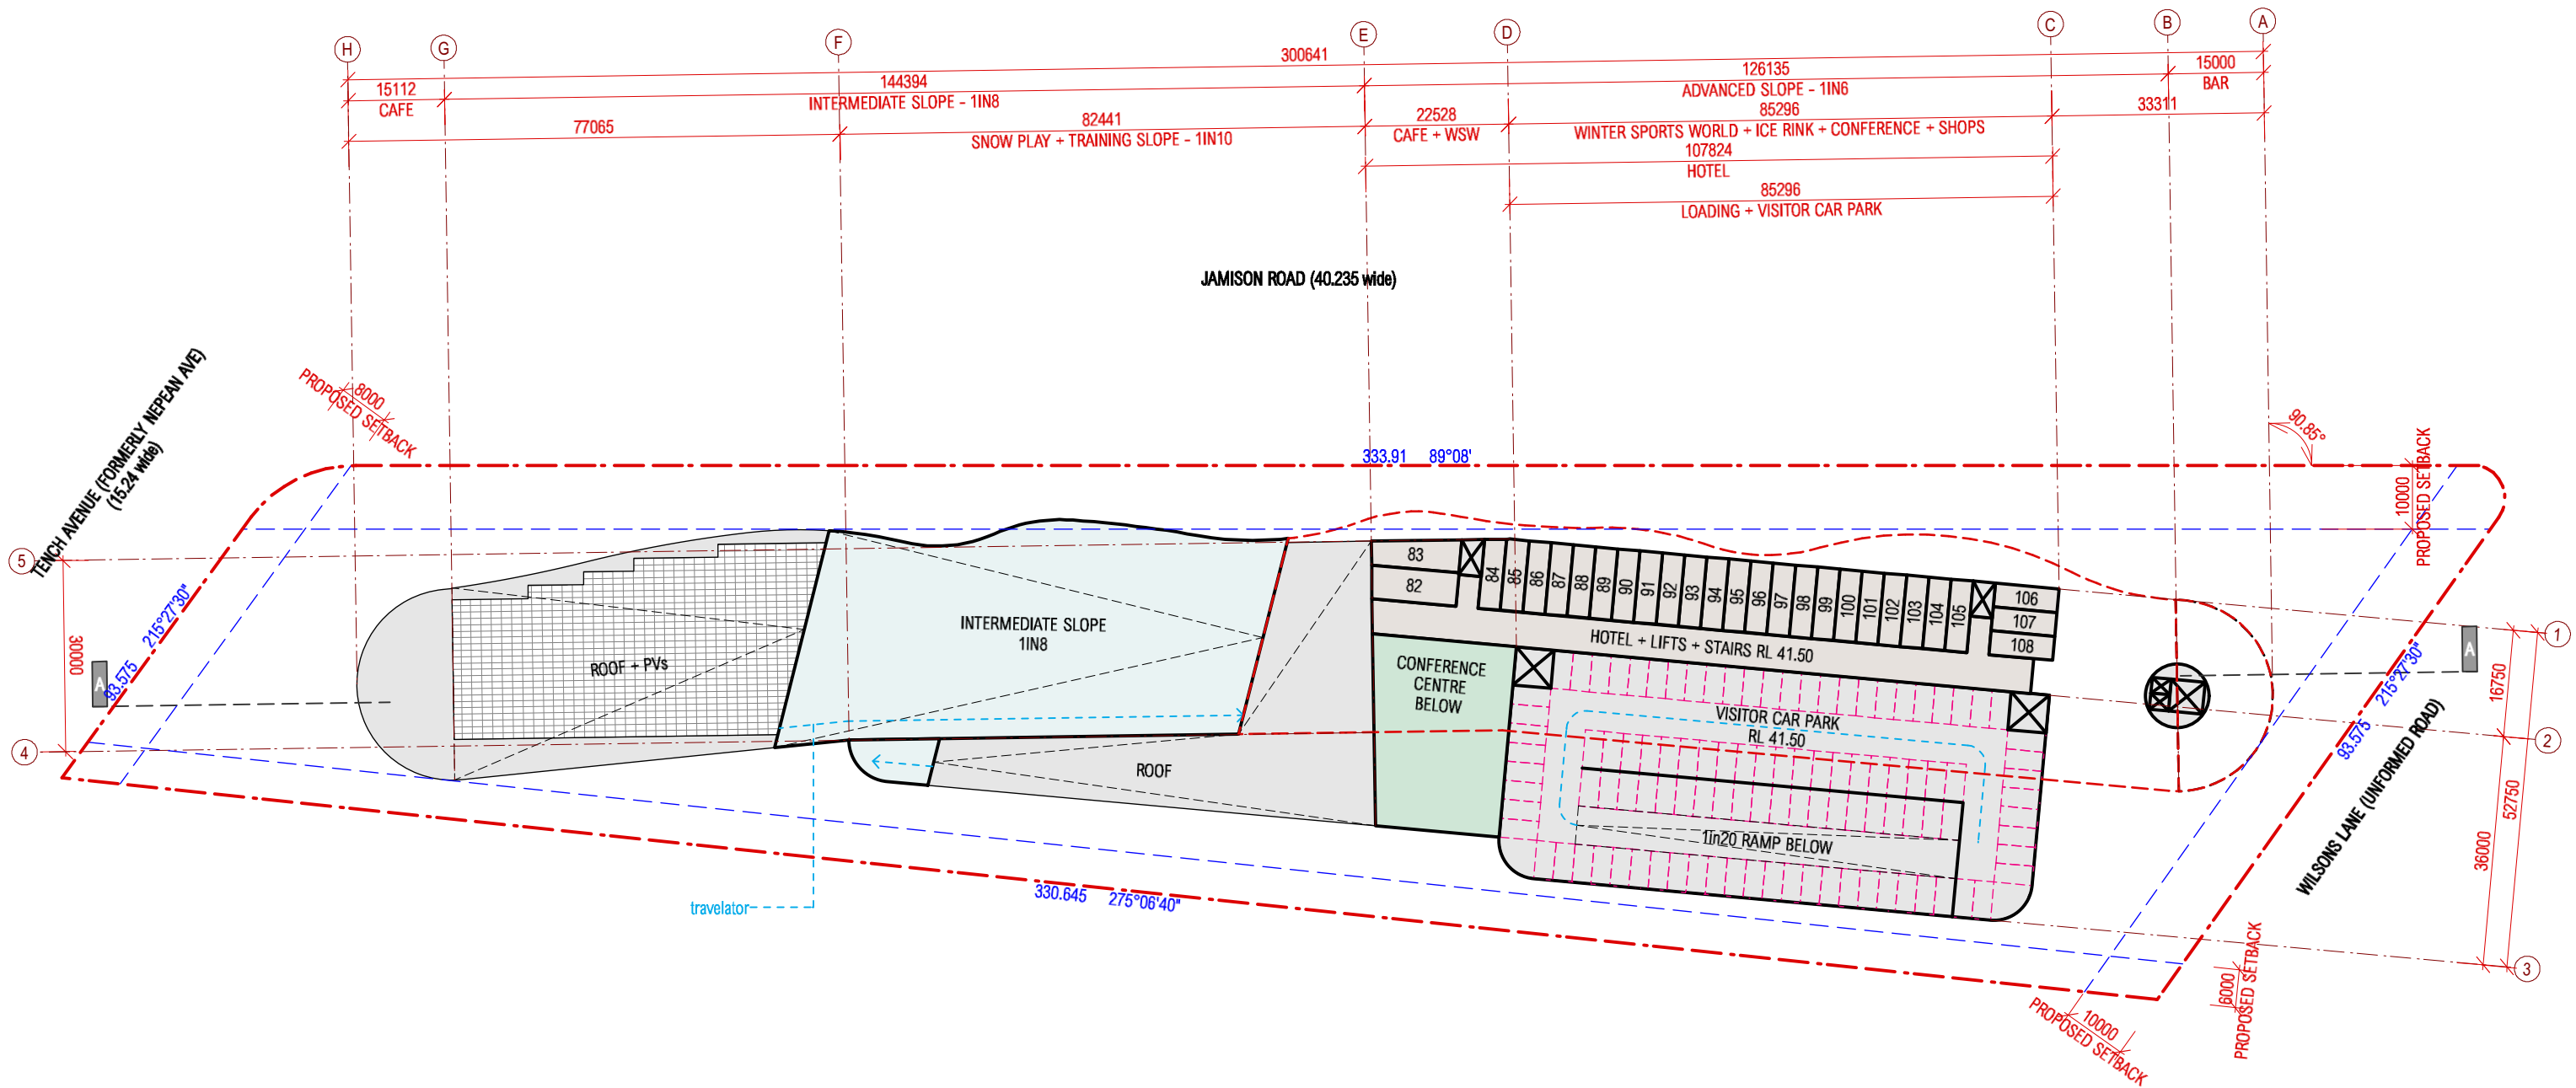 H
G
F
E
D
C
B
A
300641
15112
CAFE
144394
INTERMEDIATE SLOPE - 1IN8
126135
ADVANCED SLOPE - 1IN6
15000
BAR
77065
82441
SNOW PLAY + TRAINING SLOPE - 1IN10
22528
CAFE + WSW
85296
WINTER SPORTS WORLD + ICE RINK + CONFERENCE + SHOPS
33311
107824
HOTEL
85296
LOADING + VISITOR CAR PARK
JAMISON ROAD (40.235 wide)
TENCH AVENUE (FORMERLY NEPEAN AVE)
(15.24 wide)
8000
PROPOSED SETBACK
333.91 89°08'
90.85°
10000
PROPOSED SETBACK
5
4
30000
A
93.575 215°27'30"
ROOF + PVs
INTERMEDIATE SLOPE
1IN8
ROOF
travelator
330.645 275°06'40"
83
82
84
85
86
87
88
89
90
91
92
93
94
95
96
97
98
99
100
101
102
103
104
105
106
107
108
HOTEL + LIFTS + STAIRS RL 41.50
CONFERENCE
CENTRE
BELOW
VISITOR CAR PARK
RL 41.50
1in20 RAMP BELOW
A
93.575 215°27'30"
WILSONS LANE (UNFORMED ROAD)
1
2
3
16750
36000
52750
6000
PROPOSED SETBACK
10000
PROPOSED SETBACK